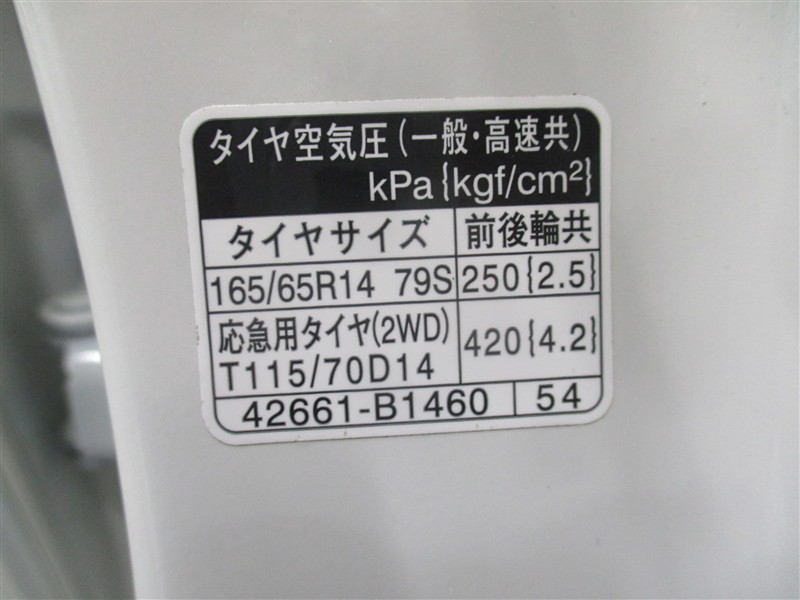 タイヤ空気圧(一般・高速共)
kPa{kgf/cm²}
タイヤサイズ 前後輪共
165/65R14 79S 250{2.5}
応急用タイヤ(2WD)
T115/70D14 420{4.2}
42661-B1460 54